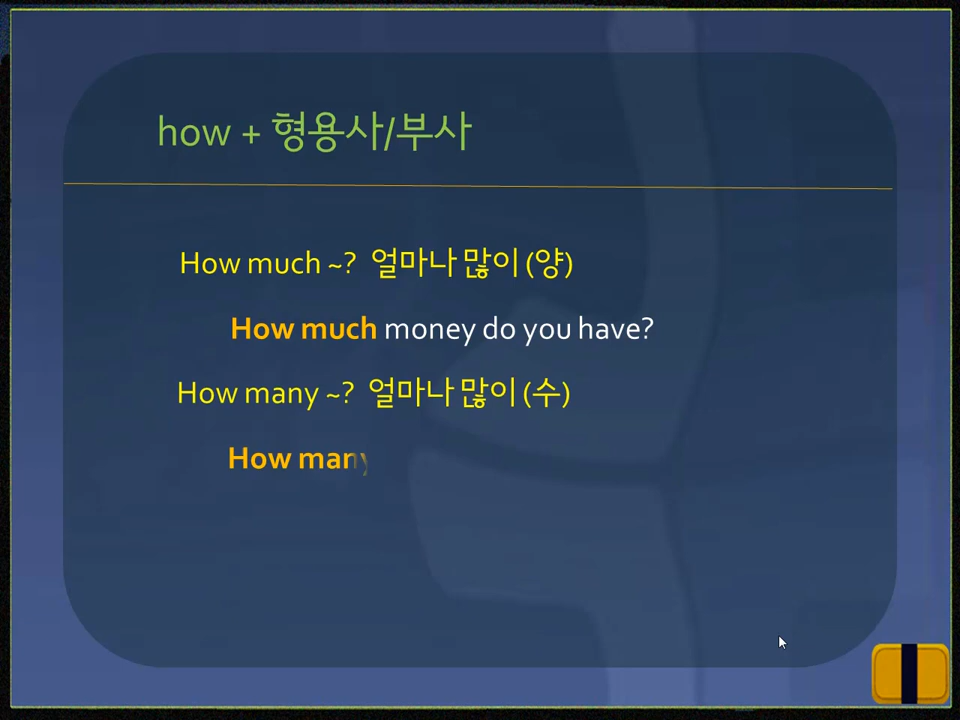 how + 형용사/부사
How much ~? 얼마나 많이 (양)
How much money do you have?
How many ~? 얼마나 많이 (수)
How many